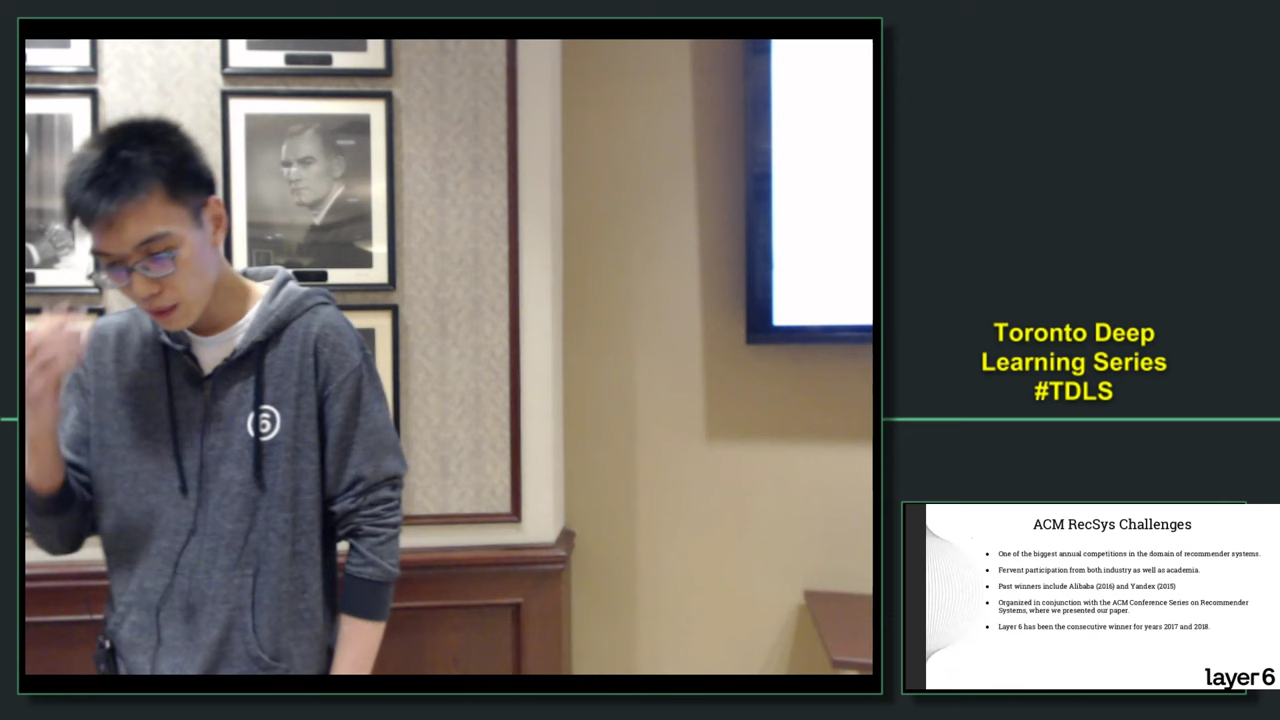 6
Toronto Deep
Learning Series
#TDLS
ACM RecSys Challenges
• One of the biggest annual competitions in the domain of recommender systems.
• Fervent participation from both industry as well as academia.
• Past winners include Alibaba (2016) and Yandex (2015)
• Organized in conjunction with the ACM Conference Series on Recommender
Systems, where we presented our paper.
• Layer 6 has been the consecutive winner for years 2017 and 2018.
layer 6